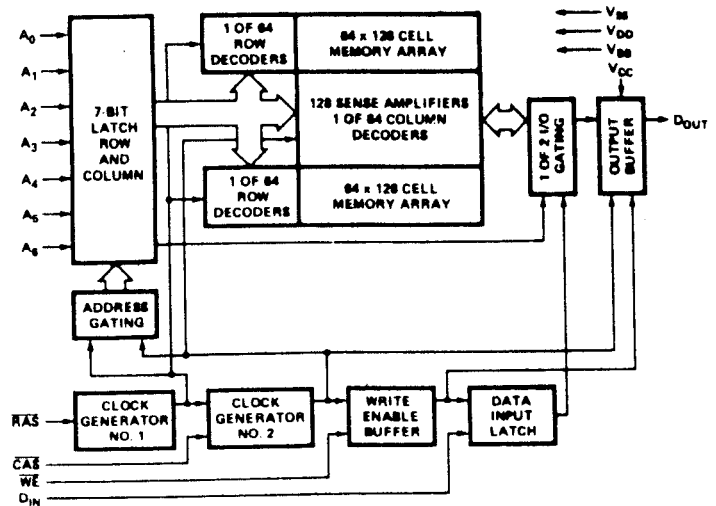 A0
A1
A2
A3
A4
A5
A6
7-BIT
LATCH
ROW
AND
COLUMN
1 OF 64
ROW
DECODERS
64 x 128 CELL
MEMORY ARRAY
128 SENSE AMPLIFIERS
1 OF 64 COLUMN
DECODERS
1 OF 64
ROW
DECODERS
64 x 128 CELL
MEMORY ARRAY
1 OF 2 I/O
GATING
OUTPUT
BUFFER
VSS
VDD
VBB
VCC
DOUT
ADDRESS
GATING
RAS
CLOCK
GENERATOR
NO. 1
CLOCK
GENERATOR
NO. 2
WRITE
ENABLE
BUFFER
DATA
INPUT
LATCH
CAS
WE
DIN